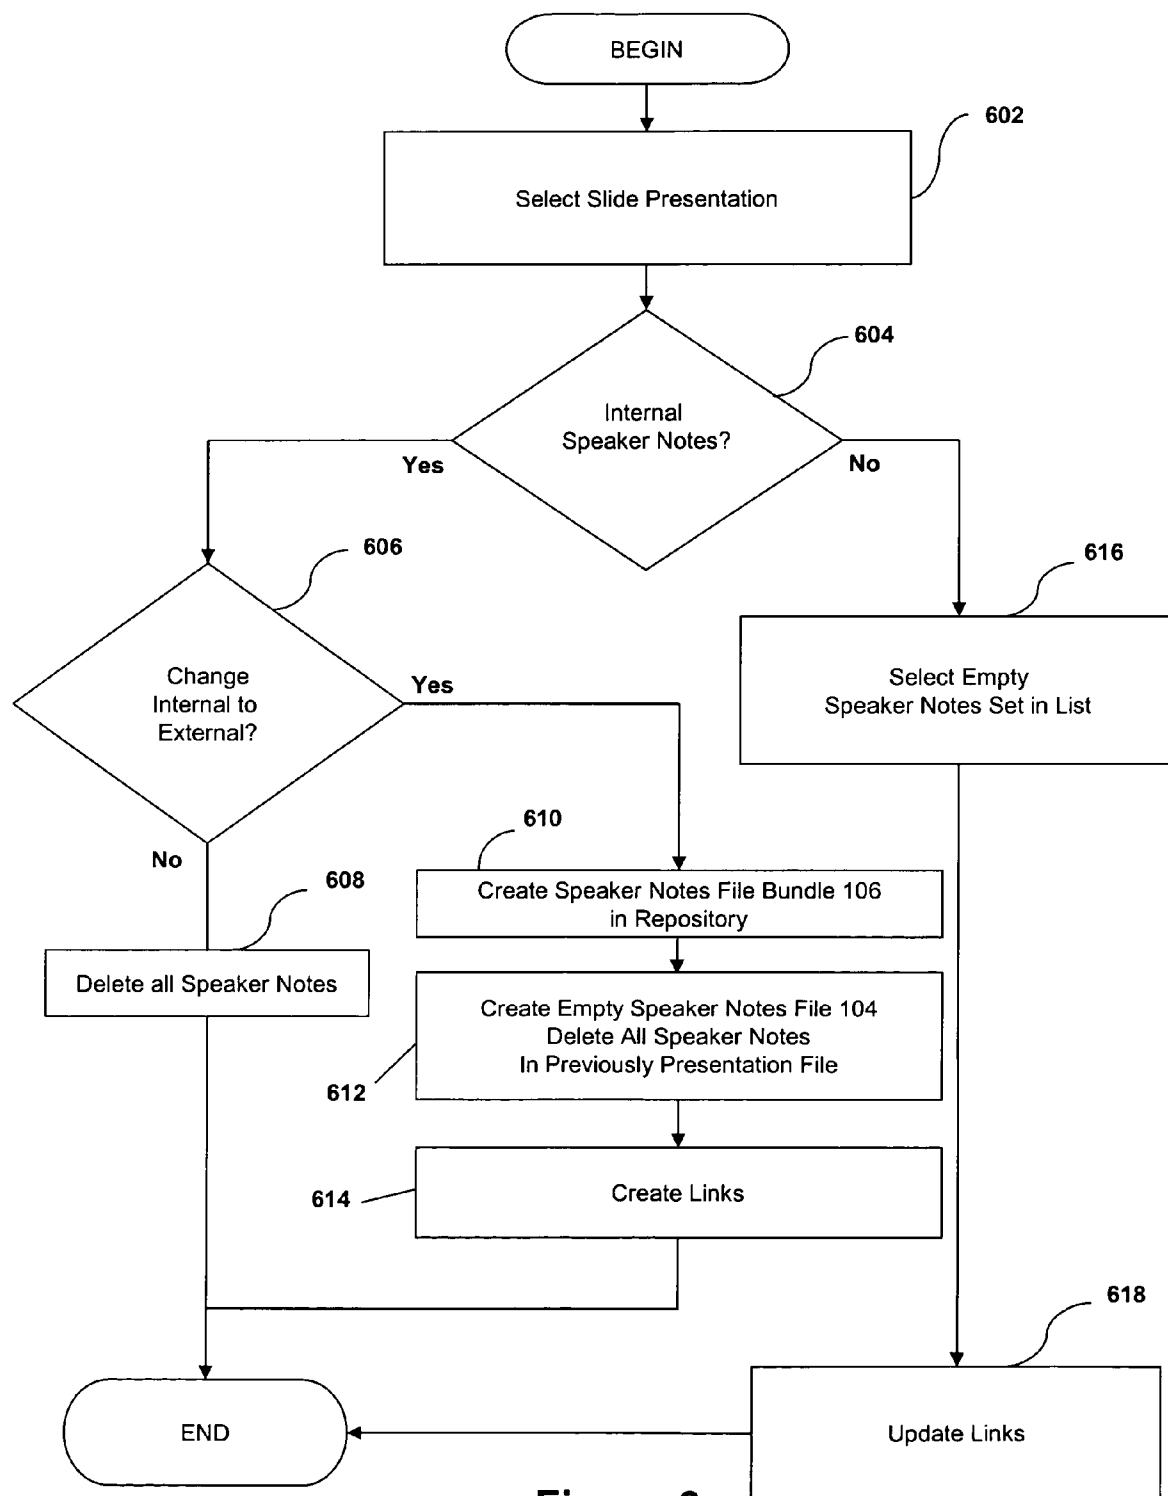 BEGIN
602
Select Slide Presentation
604
Internal
Speaker Notes?
Yes
No
606
616
Change
Internal to
External?
Yes
Select Empty
Speaker Notes Set in List
610
No
608
Create Speaker Notes File Bundle 106
in Repository
Delete all Speaker Notes
Create Empty Speaker Notes File 104
Delete All Speaker Notes
In Previously Presentation File
612
614
Create Links
618
END
Update Links